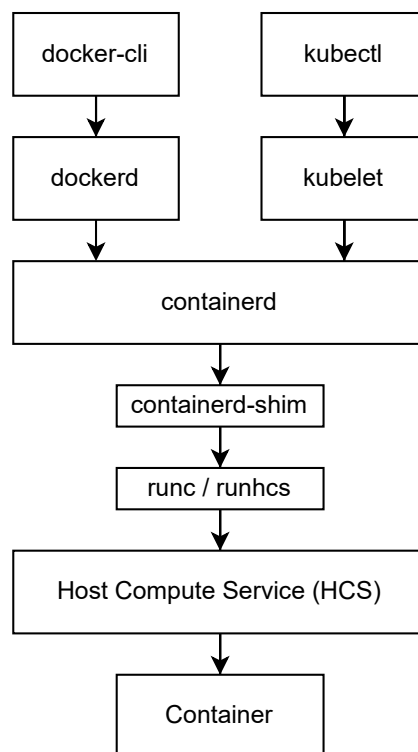 docker-cli
kubectl
dockerd
kubelet
containerd
containerd-shim
runc / runhcs
Host Compute Service (HCS)
Container